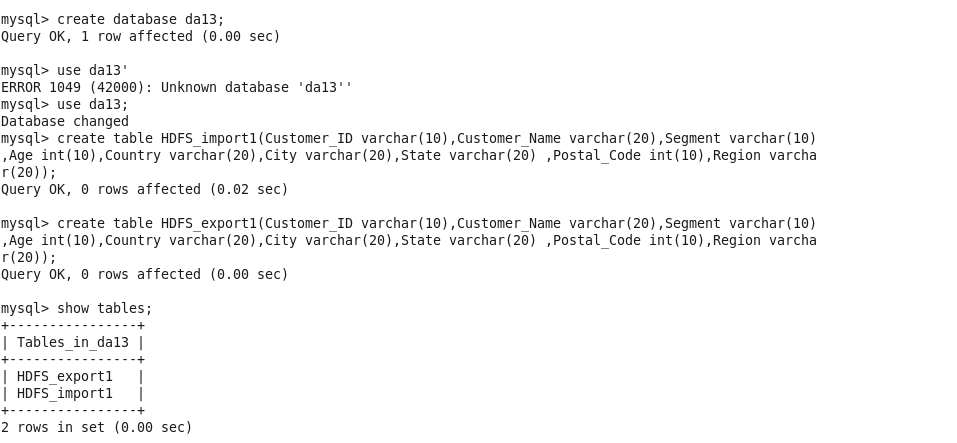 mysql> create database da13;
Query OK, 1 row affected (0.00 sec)
mysql> use da13'
ERROR 1049 (42000): Unknown database 'da13''
mysql> use da13;
Database changed
mysql> create table HDFS_import1(Customer_ID varchar(10),Customer_Name varchar(20),Segment varchar(10)
,Age int(10),Country varchar(20),City varchar(20),State varchar(20) ,Postal_Code int(10),Region varcha
r(20));
Query OK, 0 rows affected (0.02 sec)
mysql> create table HDFS_export1(Customer_ID varchar(10),Customer_Name varchar(20),Segment varchar(10)
,Age int(10),Country varchar(20),City varchar(20),State varchar(20) ,Postal_Code int(10),Region varcha
r(20));
Query OK, 0 rows affected (0.00 sec)
mysql> show tables;
+----------------+
| Tables_in_da13 |
+----------------+
| HDFS_export1   |
| HDFS_import1   |
+----------------+
2 rows in set (0.00 sec)